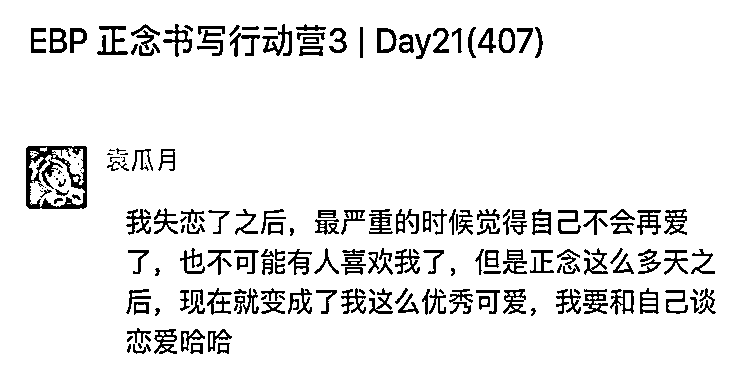 EBP 正念书写行动营3 | Day21(407)
袁瓜月
我失恋了之后，最严重的时候觉得自己不会再爱
了，也不可能有人喜欢我了，但是正念这么多天之
后，现在就变成了我这么优秀可爱，我要和自己谈
恋爱哈哈